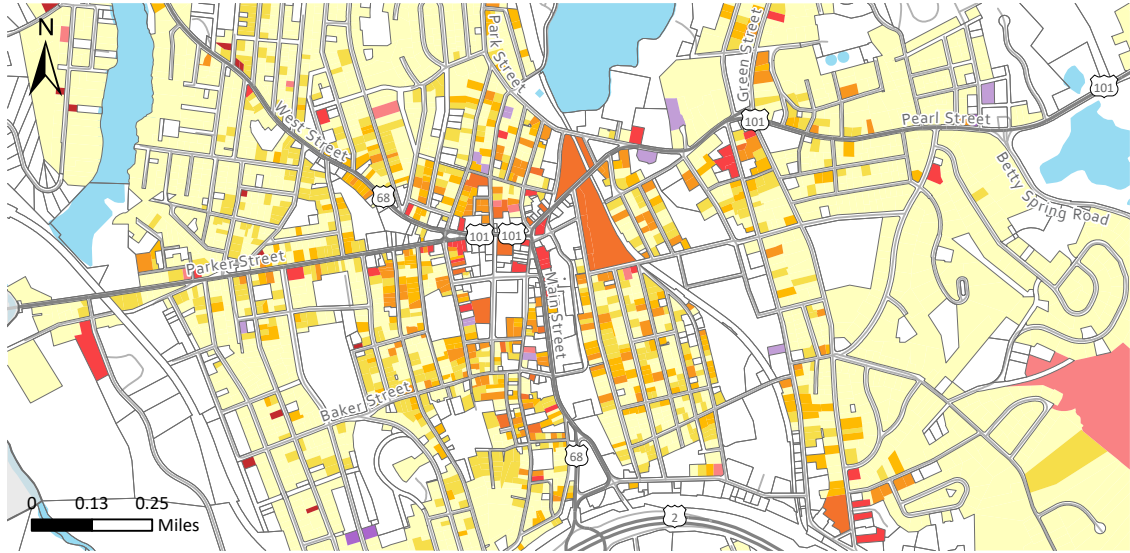 N
Park Street
Green Street
101
101
Pearl Street
West Street
Betty Spring Road
68
101
101
Parker Street
Main Street
Baker Street
68
0 0.13 0.25
Miles
2